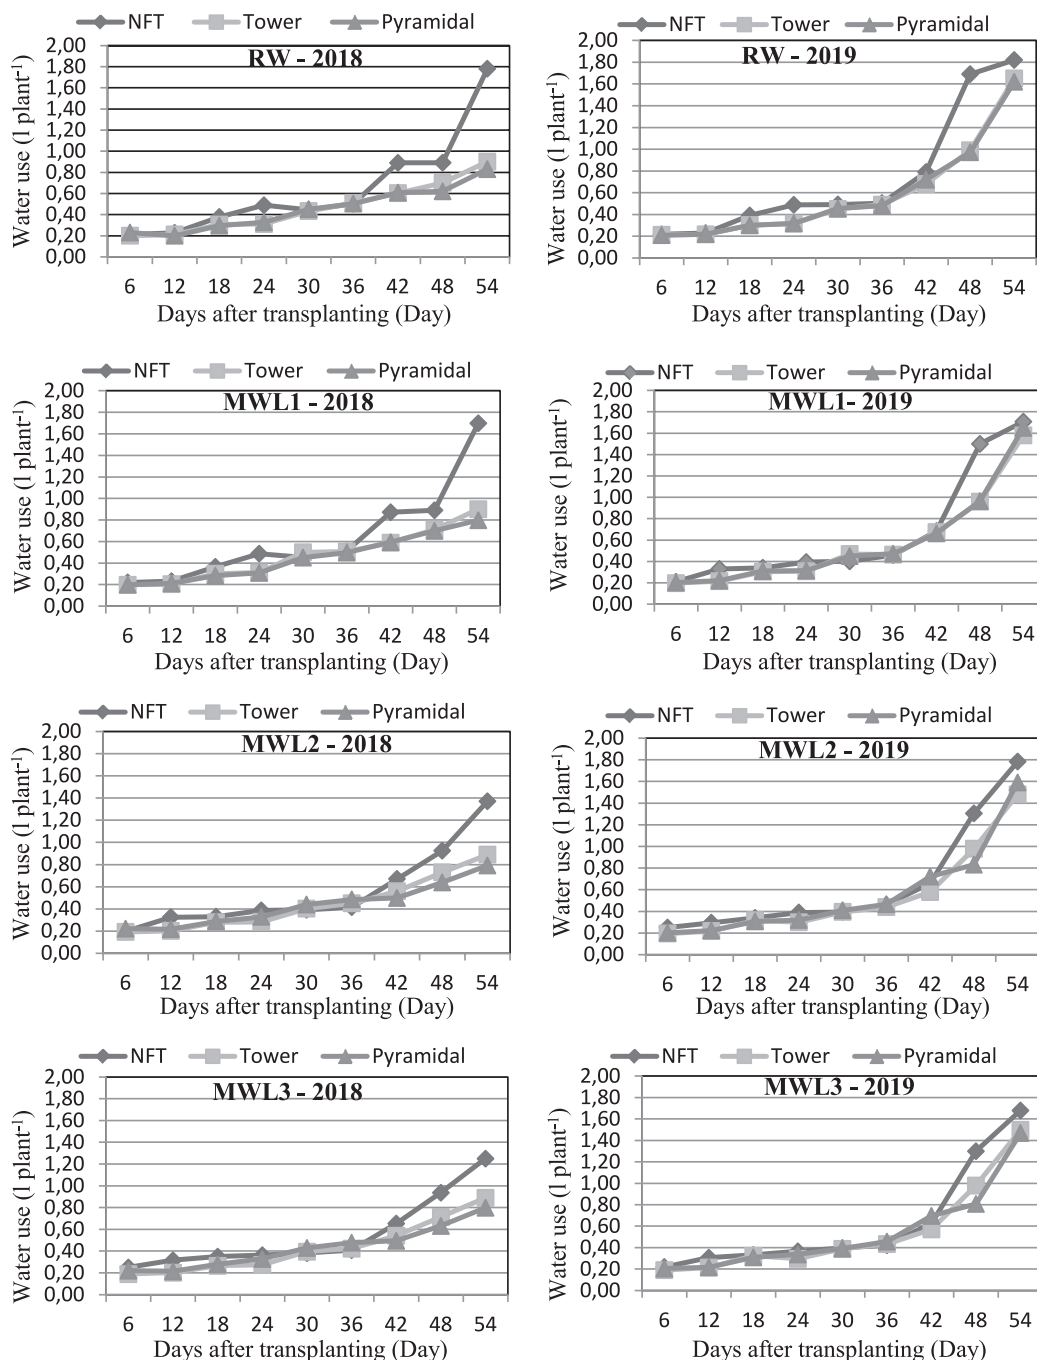 NFT Tower Pyramidal
RW - 2018
Water use (l plant-1)
2,00
1,80
1,60
1,40
1,20
1,00
0,80
0,60
0,40
0,20
0,00
6 12 18 24 30 36 42 48 54
Days after transplanting (Day)
NFT Tower Pyramidal
RW - 2019
Water use (l plant-1)
2,00
1,80
1,60
1,40
1,20
1,00
0,80
0,60
0,40
0,20
0,00
6 12 18 24 30 36 42 48 54
Days after transplanting (Day)
NFT Tower Pyramidal
MWL1 - 2018
Water use (l plant-1)
2,00
1,80
1,60
1,40
1,20
1,00
0,80
0,60
0,40
0,20
0,00
6 12 18 24 30 36 42 48 54
Days after transplanting (Day)
NFT Tower Pyramidal
MWL1- 2019
Water use (l plant-1)
2,00
1,80
1,60
1,40
1,20
1,00
0,80
0,60
0,40
0,20
0,00
6 12 18 24 30 36 42 48 54
Days after transplanting (Day)
NFT Tower Pyramidal
MWL2 - 2018
Water use (l plant-1)
2,00
1,80
1,60
1,40
1,20
1,00
0,80
0,60
0,40
0,20
0,00
6 12 18 24 30 36 42 48 54
Days after transplanting (Day)
NFT Tower Pyramidal
MWL2 - 2019
Water use (l plant-1)
2,00
1,80
1,60
1,40
1,20
1,00
0,80
0,60
0,40
0,20
0,00
6 12 18 24 30 36 42 48 54
Days after transplanting (Day)
NFT Tower Pyramidal
MWL3 - 2018
Water use (l plant-1)
2,00
1,80
1,60
1,40
1,20
1,00
0,80
0,60
0,40
0,20
0,00
6 12 18 24 30 36 42 48 54
Days after transplanting (Day)
NFT Tower Pyramidal
MWL3 - 2019
Water use (l plant-1)
2,00
1,80
1,60
1,40
1,20
1,00
0,80
0,60
0,40
0,20
0,00
6 12 18 24 30 36 42 48 54
Days after transplanting (Day)